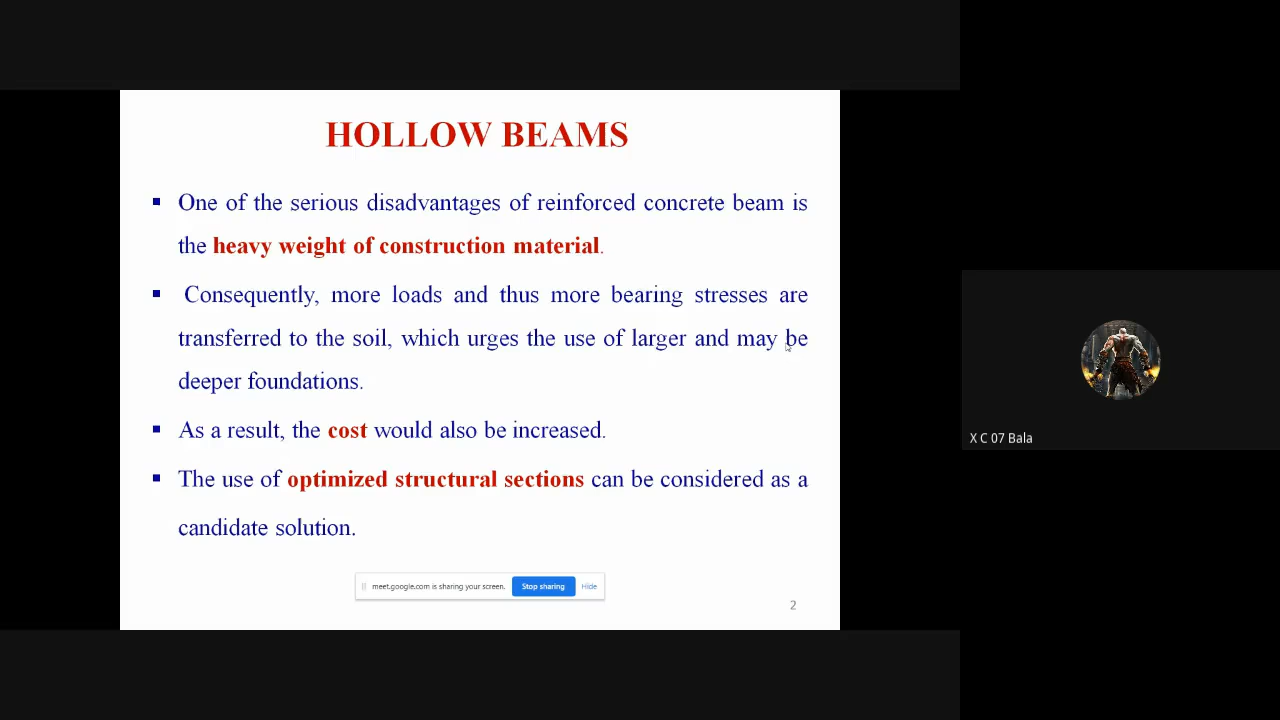 HOLLOW BEAMS
▪ One of the serious disadvantages of reinforced concrete beam is
the heavy weight of construction material.
▪ Consequently, more loads and thus more bearing stresses are
transferred to the soil, which urges the use of larger and may be
deeper foundations.
▪ As a result, the cost would also be increased.
▪ The use of optimized structural sections can be considered as a
candidate solution.
meet.google.com is sharing your screen. Stop sharing Hide
2
X C 07 Bala